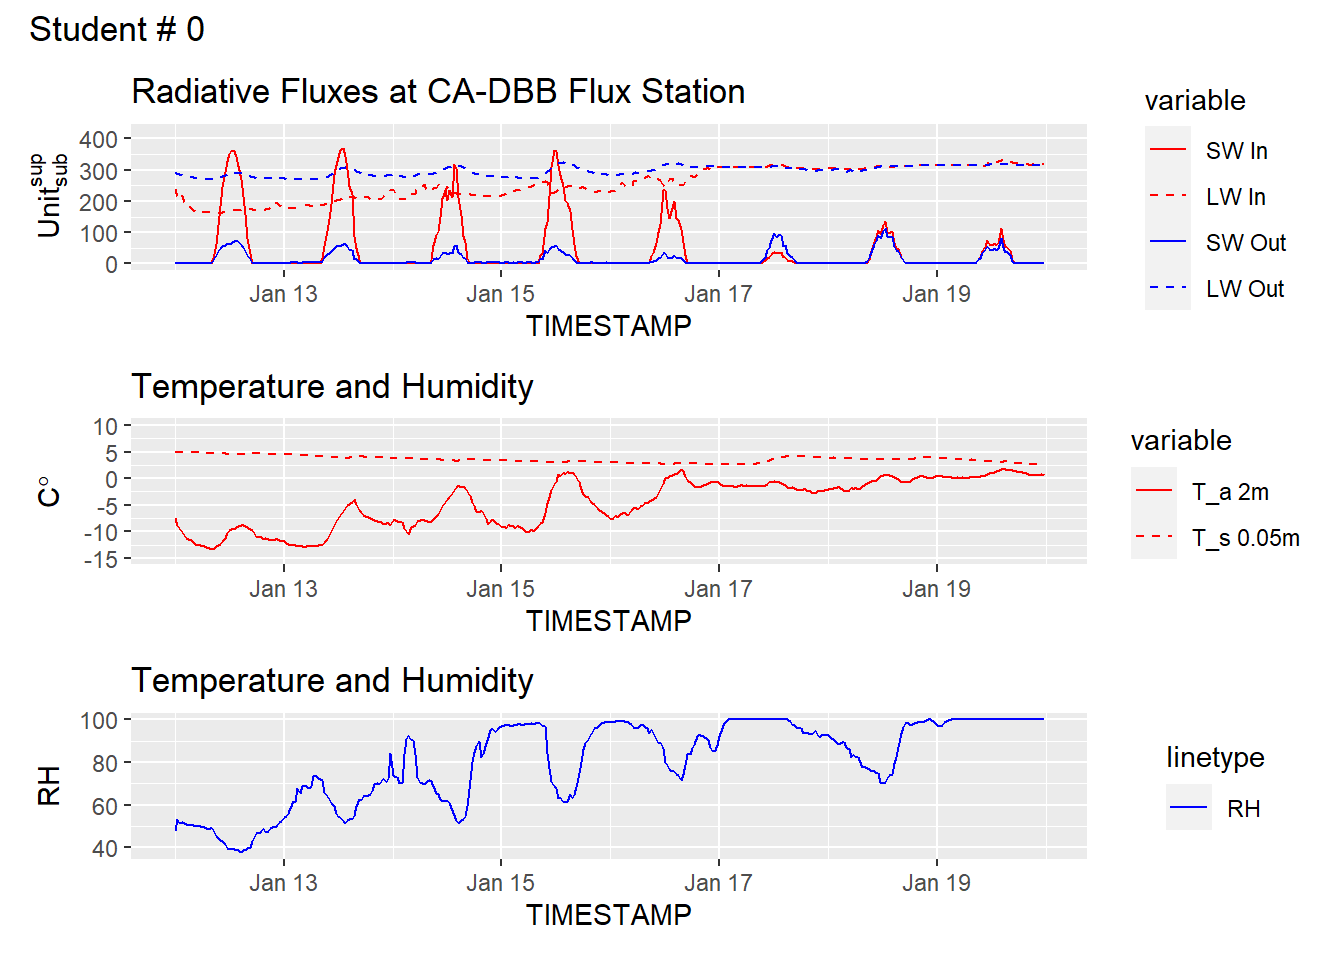 Student # 0
Radiative Fluxes at CA-DBB Flux Station
Unit sup sub
400
300
200
100
0
Jan 13 Jan 15 Jan 17 Jan 19
TIMESTAMP
variable
SW In
LW In
SW Out
LW Out
Temperature and Humidity
C°
10
5
0
-5
-10
-15
Jan 13 Jan 15 Jan 17 Jan 19
TIMESTAMP
variable
T_a 2m
T_s 0.05m
Temperature and Humidity
RH
100
80
60
40
Jan 13 Jan 15 Jan 17 Jan 19
TIMESTAMP
linetype
RH